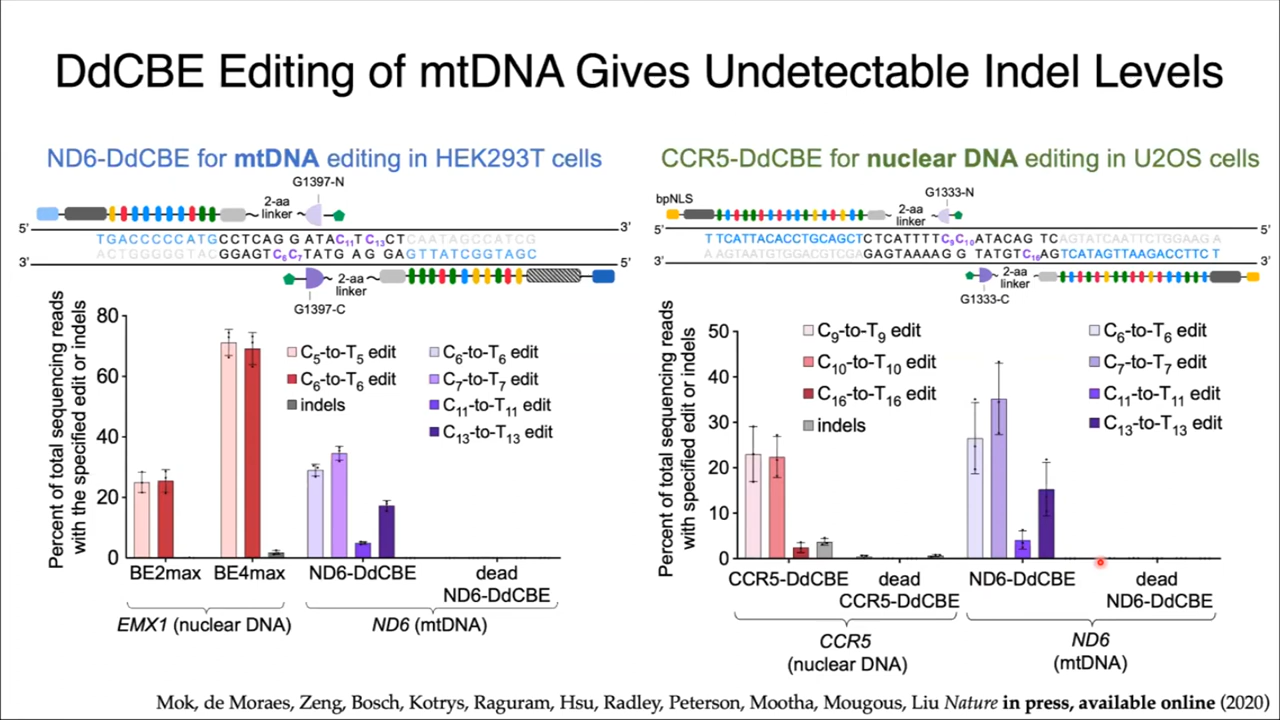 DdCBE Editing of mtDNA Gives Undetectable Indel Levels
ND6-DdCBE for mtDNA editing in HEK293T cells
G1397-N
2-aa
linker
5'
3'
TGACCCCCATGCCTCAG G ATAC11TC13CTCAATAGCCATCG
ACTGGGGGTACGGAGTC6C7TATG AG GAGTTATCGGTAGC
3'
5'
2-aa
linker
G1397-C
Percent of total sequencing reads
with the specified edit or indels
80
60
40
20
0
C5-to-T5 edit
C6-to-T6 edit
indels
C6-to-T6 edit
C7-to-T7 edit
C11-to-T11 edit
C13-to-T13 edit
BE2max
BE4max
ND6-DdCBE
dead
ND6-DdCBE
EMX1 (nuclear DNA)
ND6 (mtDNA)
CCR5-DdCBE for nuclear DNA editing in U2OS cells
bpNLS
G1333-N
2-aa
linker
5'
3'
TTCATTACACCTGCAGCTCTCATTTTC9C10ATACAG TCAGTATCAATTCTGGAAGA
AAGTAATGTGGACGTCGAGAGTAAAAG G TATGTC16AGTCATAGTTAAGACCTTCT
3'
5'
2-aa
linker
G1333-C
Percent of total sequencing reads
with specified edit or indels
50
40
30
20
10
0
C9-to-T9 edit
C10-to-T10 edit
C16-to-T16 edit
indels
C6-to-T6 edit
C7-to-T7 edit
C11-to-T11 edit
C13-to-T13 edit
CCR5-DdCBE
dead
CCR5-DdCBE
ND6-DdCBE
dead
ND6-DdCBE
CCR5
(nuclear DNA)
ND6
(mtDNA)
Mok, de Moraes, Zeng, Bosch, Kotrys, Raguram, Hsu, Radley, Peterson, Mootha, Mougous, Liu Nature in press, available online (2020)